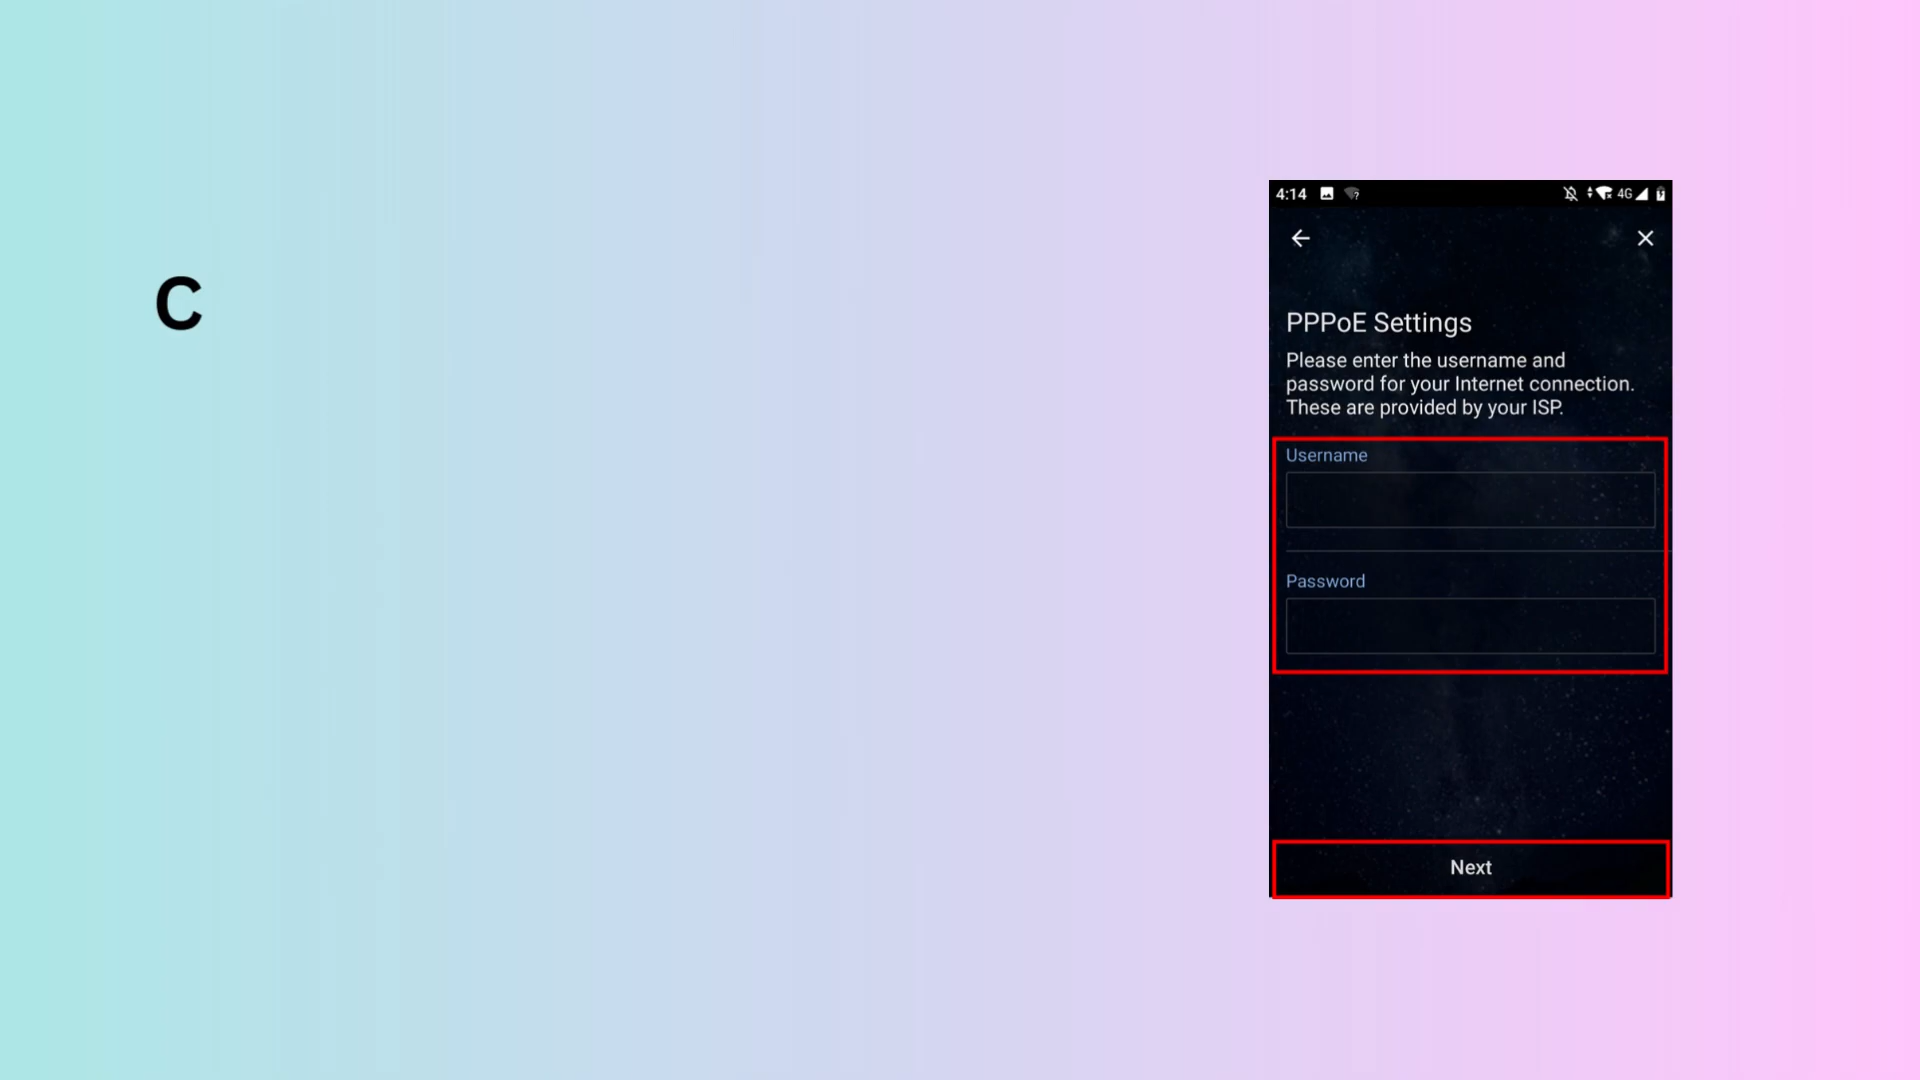 C
4:14
4G
PPPoE Settings
Please enter the username and
password for your Internet connection.
These are provided by your ISP.
Username
Password
Next